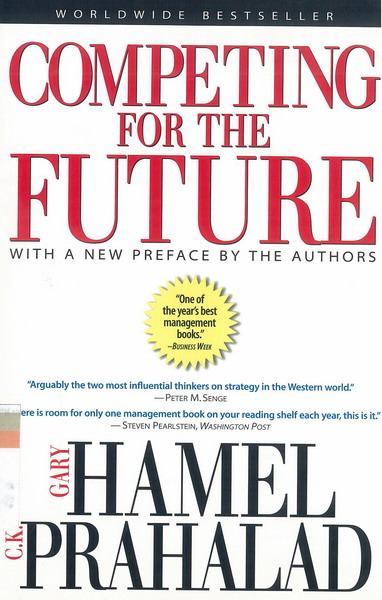 WORLDWIDE BESTSELLER
COMPETING
FOR THE
FUTURE
WITH A NEW PREFACE BY THE AUTHORS
“One of
the year’s best
management
books.”
–BUSINESS WEEK
“Arguably the two most influential thinkers on strategy in the Western world.”
— PETER M. SENGE
ere is room for only one management book on your reading shelf each year, this is it.”
— STEVEN PEARLSTEIN, WASHINGTON POST
GARY
HAMEL
C.K.
PRAHALAD